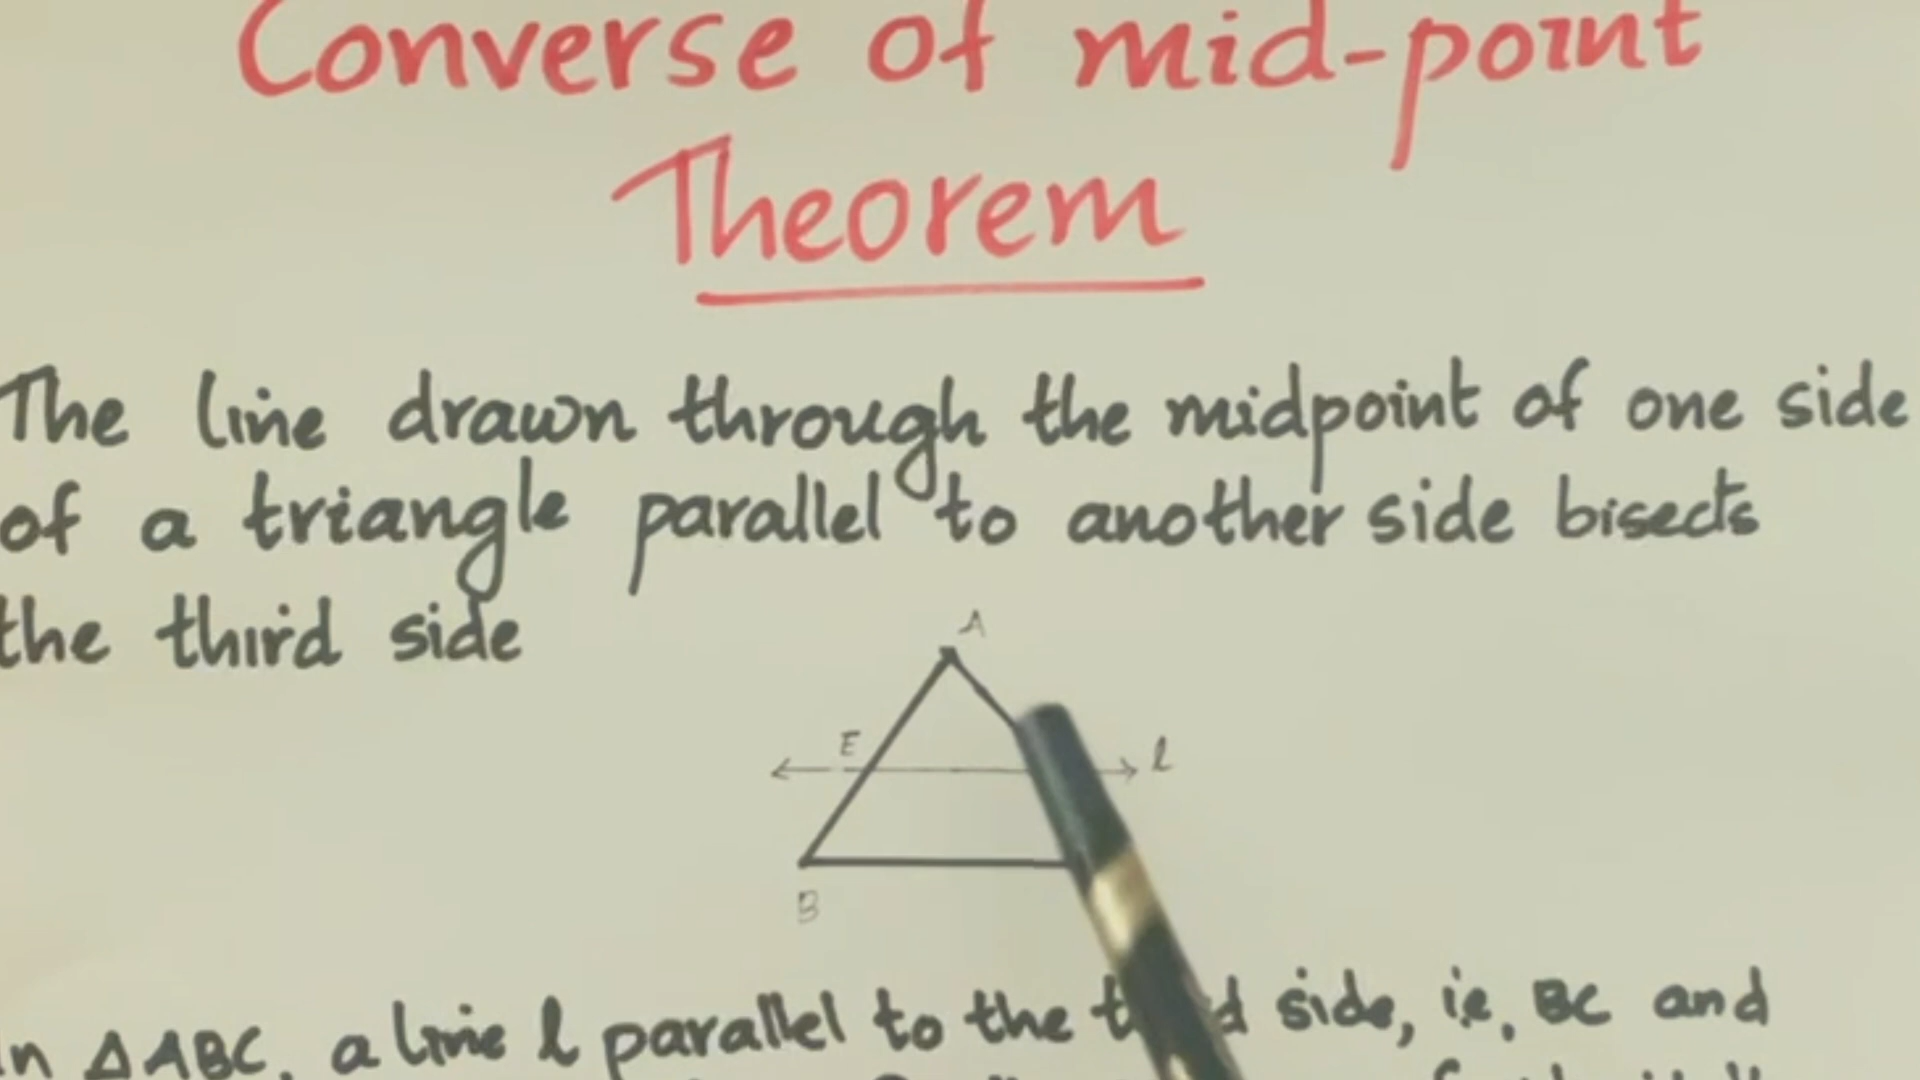 Converse of mid-point
Theorem
The line drawn through the midpoint of one side
of a triangle parallel to another side bisects
the third side
A
E
l
B
In ΔABC, a line l parallel to the side, i.e, BC and